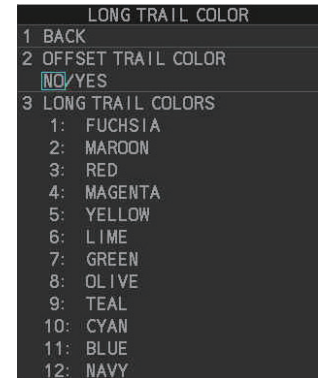 LONG TRAIL COLOR
1 BACK
2 OFFSET TRAIL COLOR
NO/YES
3 LONG TRAIL COLORS
1: FUCHSIA
2: MAROON
3: RED
4: MAGENTA
5: YELLOW
6: LIME
7: GREEN
8: OLIVE
9: TEAL
10: CYAN
11: BLUE
12: NAVY